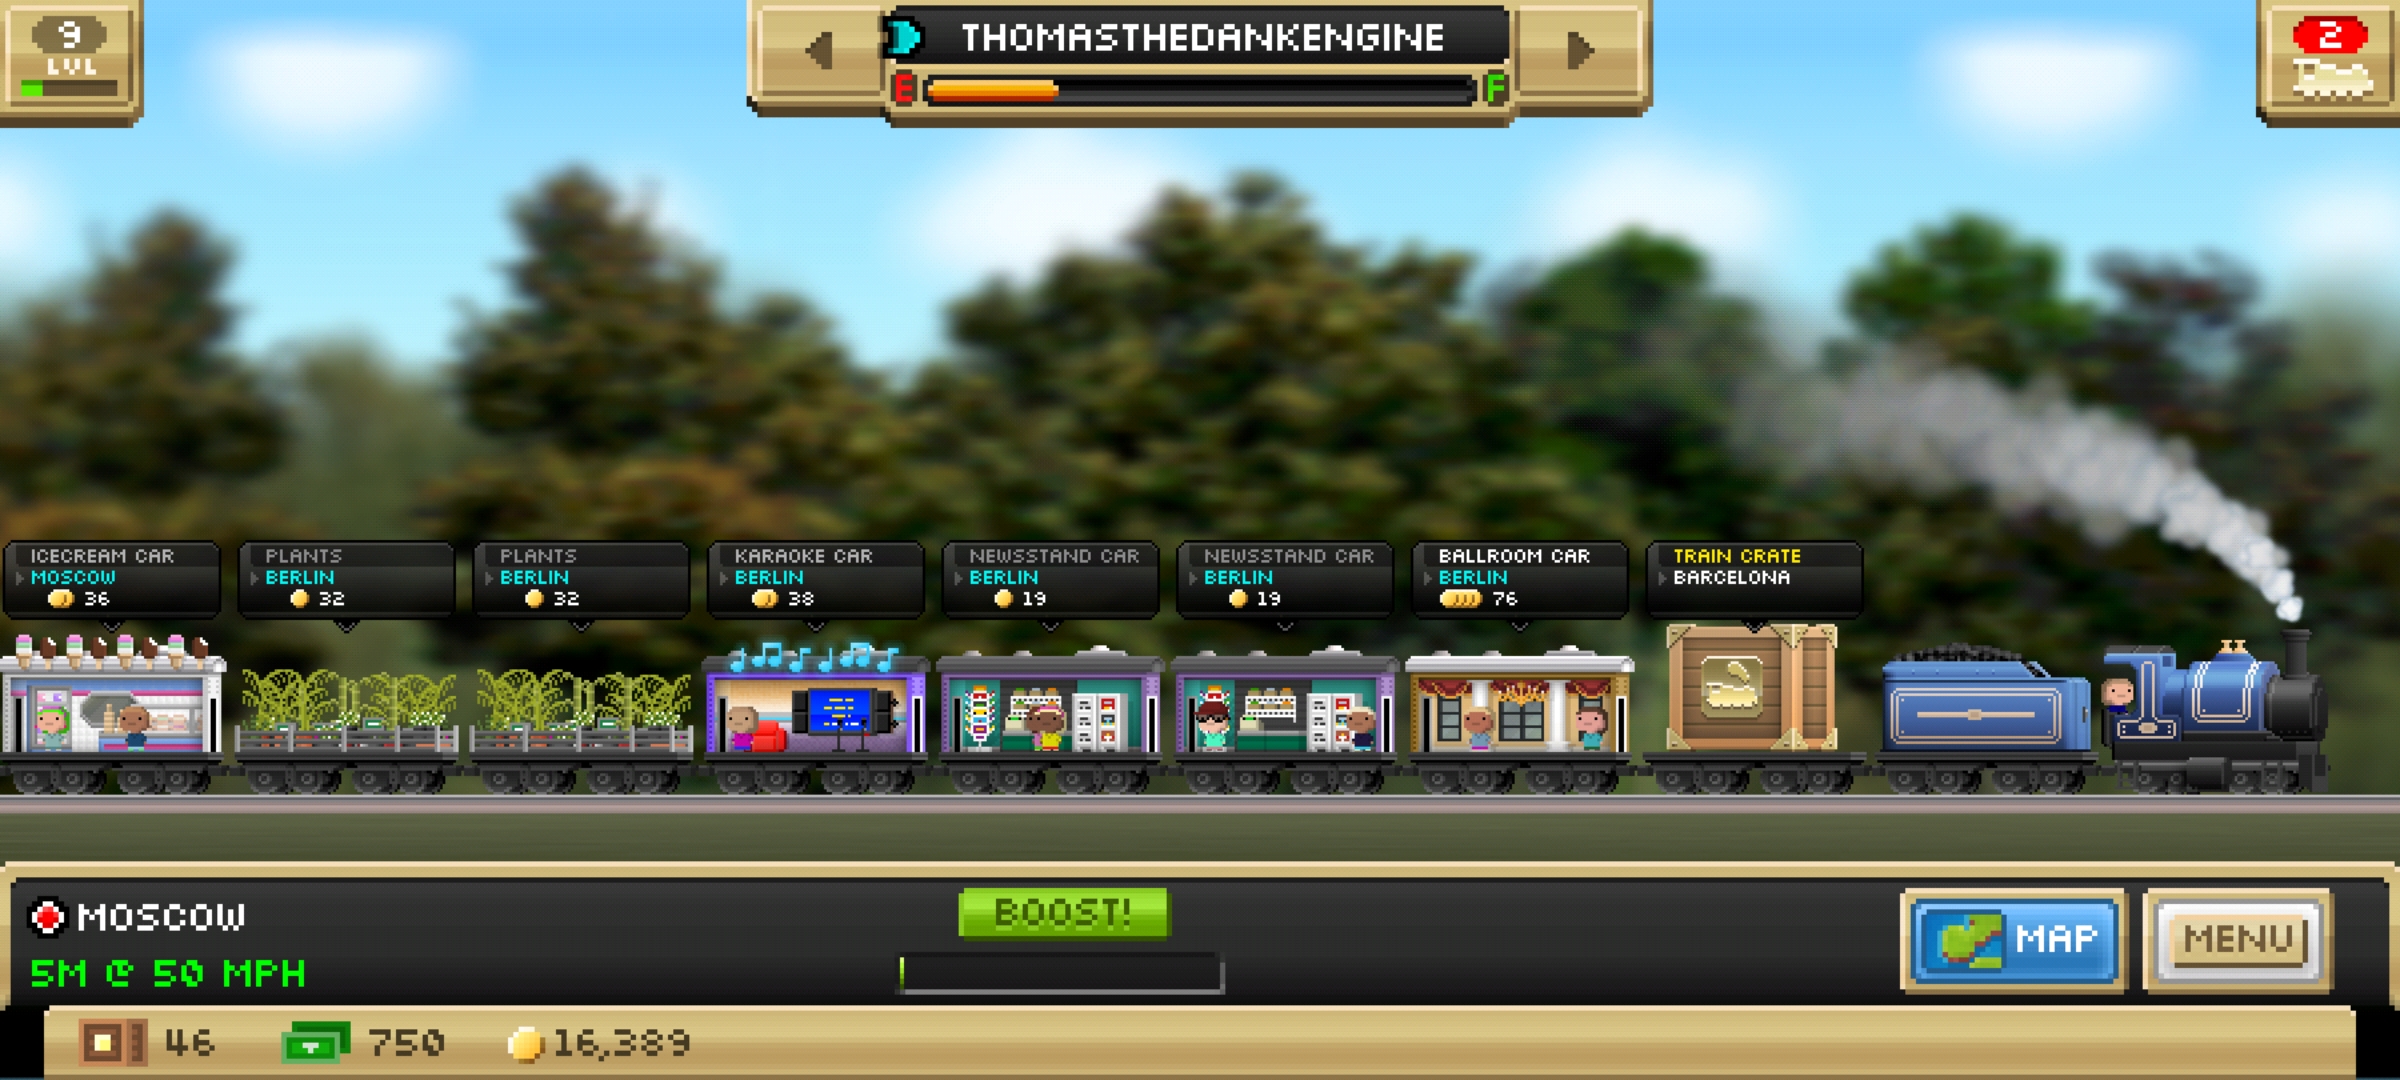 9
LVL
THOMASTHEDANKENGINE
E
F
2
ICECREAM CAR
MOSCOW
36
PLANTS
BERLIN
32
PLANTS
BERLIN
32
KARAOKE CAR
BERLIN
38
NEWSSTAND CAR
BERLIN
19
NEWSSTAND CAR
BERLIN
19
BALLROOM CAR
BERLIN
76
TRAIN CRATE
BARCELONA
MOSCOW
5M @ 50 MPH
BOOST!
MAP
MENU
46
750
16,389